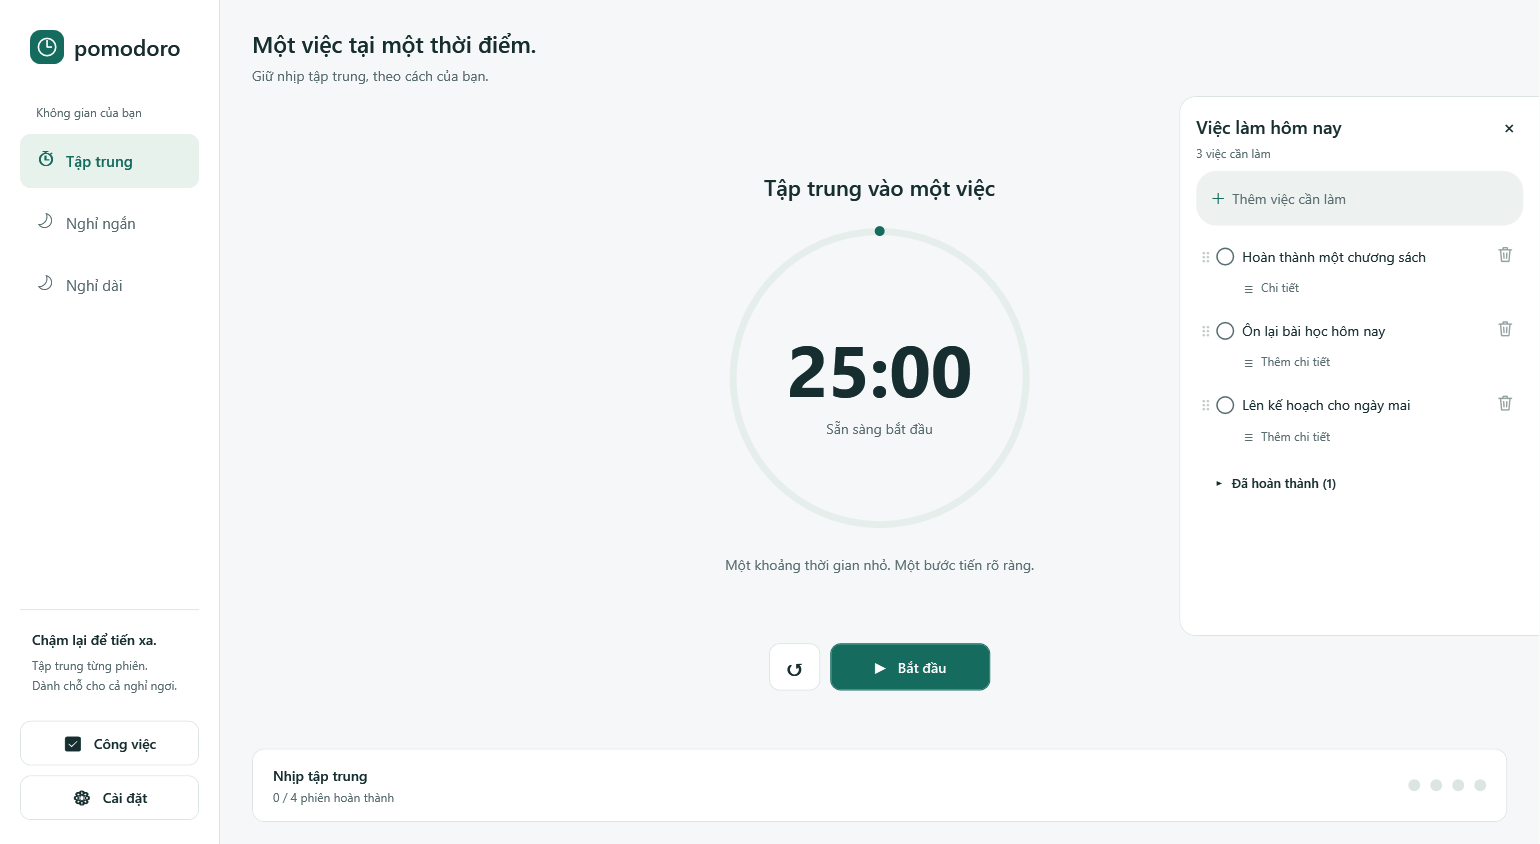 pomodoro
Không gian của bạn
Tập trung
Nghỉ ngắn
Nghỉ dài
Chậm lại để tiến xa.
Tập trung từng phiên.
Dành chỗ cho cả nghỉ ngơi.
Công việc
Cài đặt
Một việc tại một thời điểm.
Giữ nhịp tập trung, theo cách của bạn.
Tập trung vào một việc
25:00
Sẵn sàng bắt đầu
Một khoảng thời gian nhỏ. Một bước tiến rõ ràng.
Bắt đầu
Nhịp tập trung
0 / 4 phiên hoàn thành
Việc làm hôm nay
3 việc cần làm
Thêm việc cần làm
Hoàn thành một chương sách
Chi tiết
Ôn lại bài học hôm nay
Thêm chi tiết
Lên kế hoạch cho ngày mai
Thêm chi tiết
Đã hoàn thành (1)